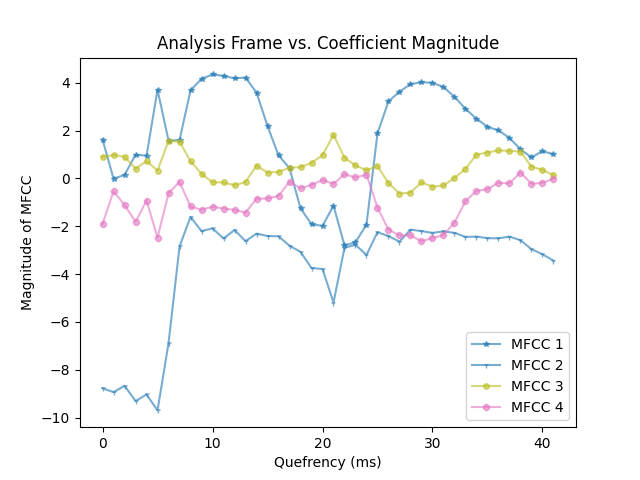 Analysis Frame vs. Coefficient Magnitude
Magnitude of MFCC
4
2
0
−2
−4
−6
−8
−10
MFCC 1
MFCC 2
MFCC 3
MFCC 4
0
10
20
30
40
Quefrency (ms)